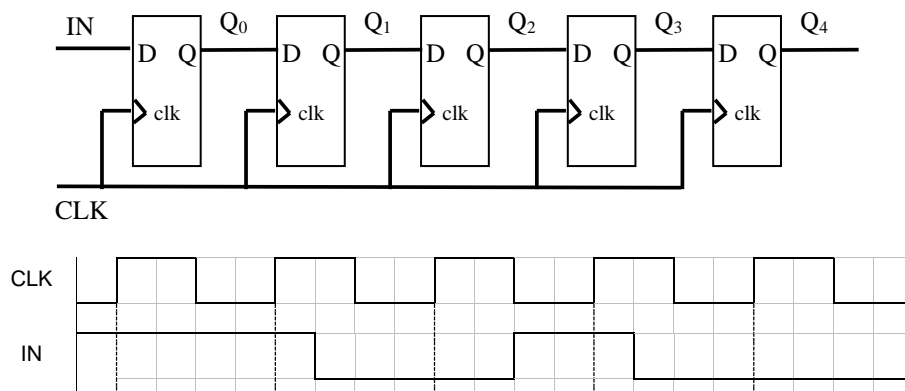 IN Q₀ Q₁ Q₂ Q₃ Q₄
D Q D Q D Q D Q D Q
clk clk clk clk clk
CLK
CLK
IN